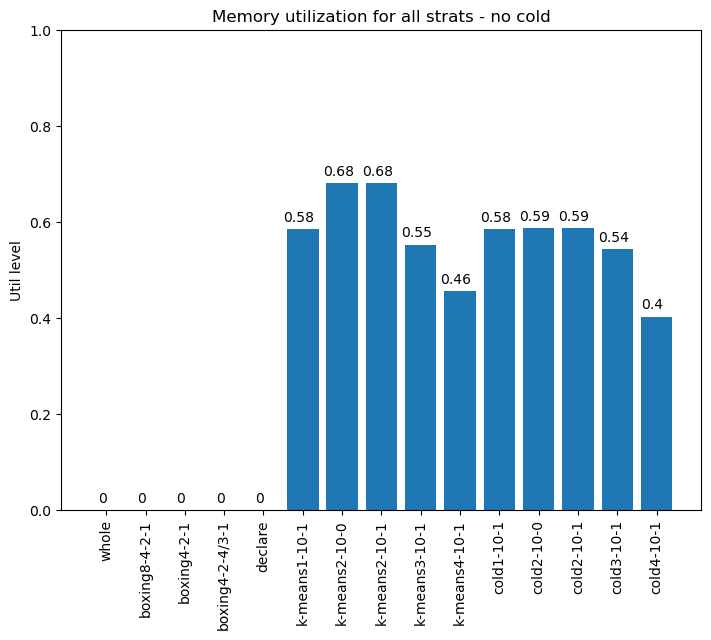 Memory utilization for all strats - no cold
Util level
1.0
0.8
0.6
0.4
0.2
0.0
0
0
0
0
0
0.58
0.68
0.68
0.55
0.46
0.58
0.59
0.59
0.54
0.4
whole
boxing8-4-2-1
boxing4-2-1
boxing4-2-4/3-1
declare
k-means1-10-1
k-means2-10-0
k-means2-10-1
k-means3-10-1
k-means4-10-1
cold1-10-1
cold2-10-0
cold2-10-1
cold3-10-1
cold4-10-1